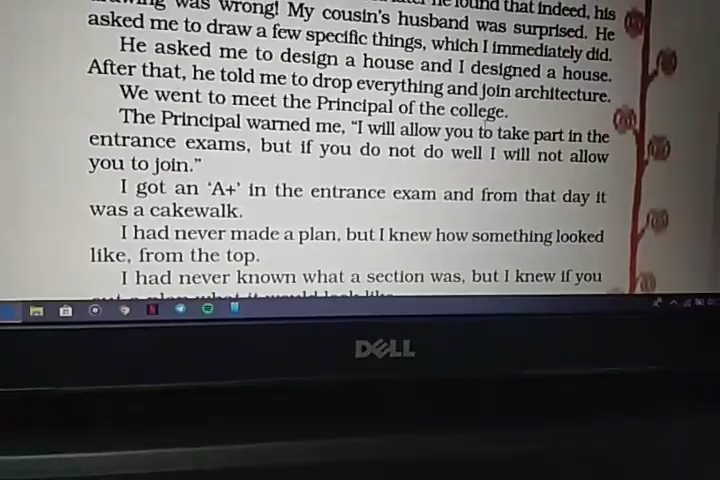 was wrong! My cousin's husband was surprised. He
asked me to draw a few specific things, which I immediately did.
He asked me to design a house and I designed a house.
After that, he told me to drop everything and join architecture.
We went to meet the Principal of the college.
The Principal warned me, “I will allow you to take part in the
entrance exams, but if you do not do well I will not allow
you to join.”
I got an ‘A+’ in the entrance exam and from that day it
was a cakewalk.
I had never made a plan, but I knew how something looked
like, from the top.
I had never known what a section was, but I knew if you
DELL